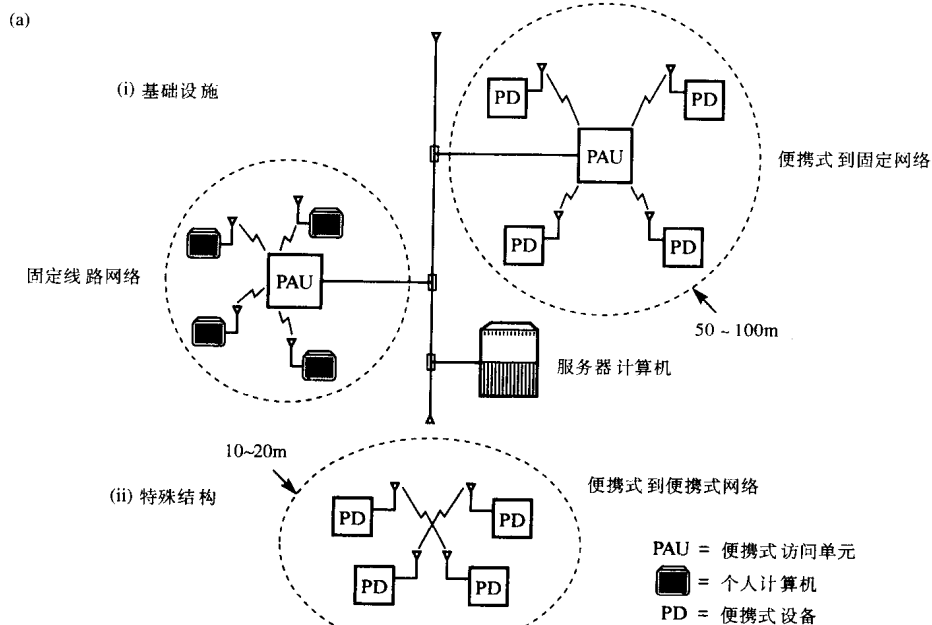 (a)
(i) 基础设施
PD
PD
PAU
便携式到固定网络
PD
PD
固定线路网络
PAU
50 ~ 100m
服务器计算机
10~20m
(ii) 特殊结构
便携式到便携式网络
PD
PD
PD
PD
PAU = 便携式访问单元
= 个人计算机
PD = 便携式设备